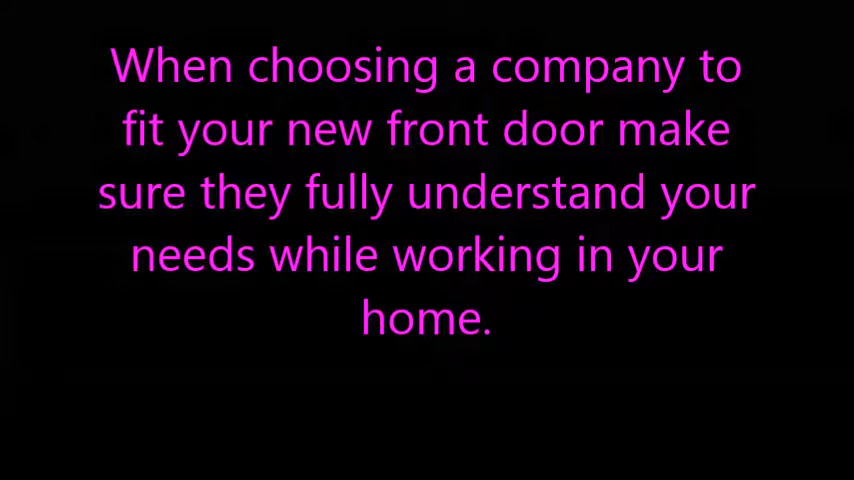 When choosing a company to
fit your new front door make
sure they fully understand your
needs while working in your
home.